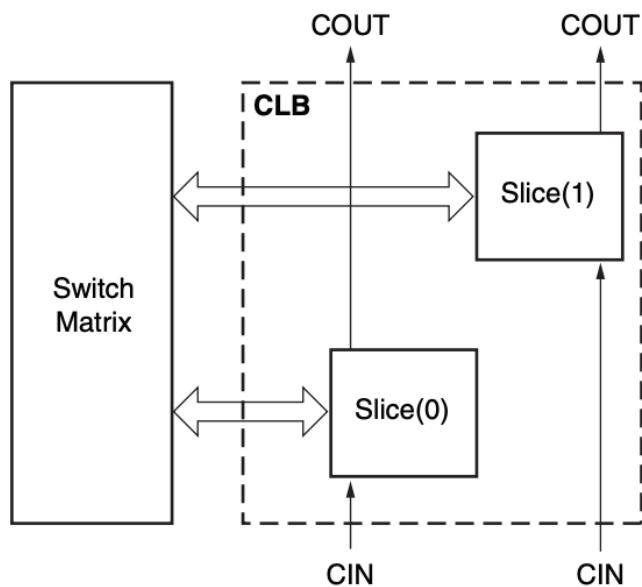 COUT
COUT
CLB
Slice(1)
Switch
Matrix
Slice(0)
CIN
CIN